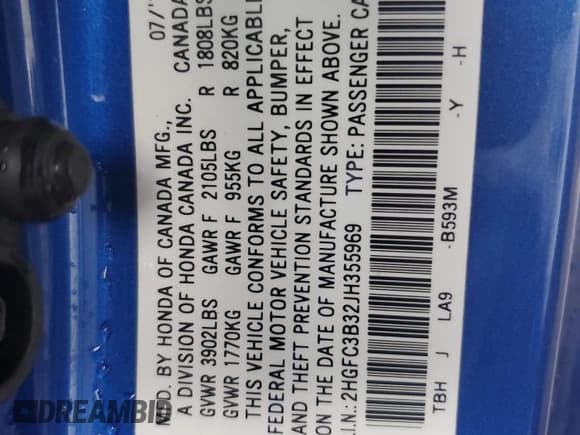 MFD. BY HONDA OF CANADA MFG., 07/
A DIVISION OF HONDA CANADA INC. CANADA
GVWR 3902LBS GAWR F 2105LBS R 1808LBS
GVWR 1770KG GAWR F 955KG R 820KG
THIS VEHICLE CONFORMS TO ALL APPLICABLE
FEDERAL MOTOR VEHICLE SAFETY, BUMPER,
AND THEFT PREVENTION STANDARDS IN EFFECT
ON THE DATE OF MANUFACTURE SHOWN ABOVE.
.I.N.:2HGFC3B32JH355969 TYPE: PASSENGER CA
TBH J LA9 -B593M -Y -H
DREAMBID